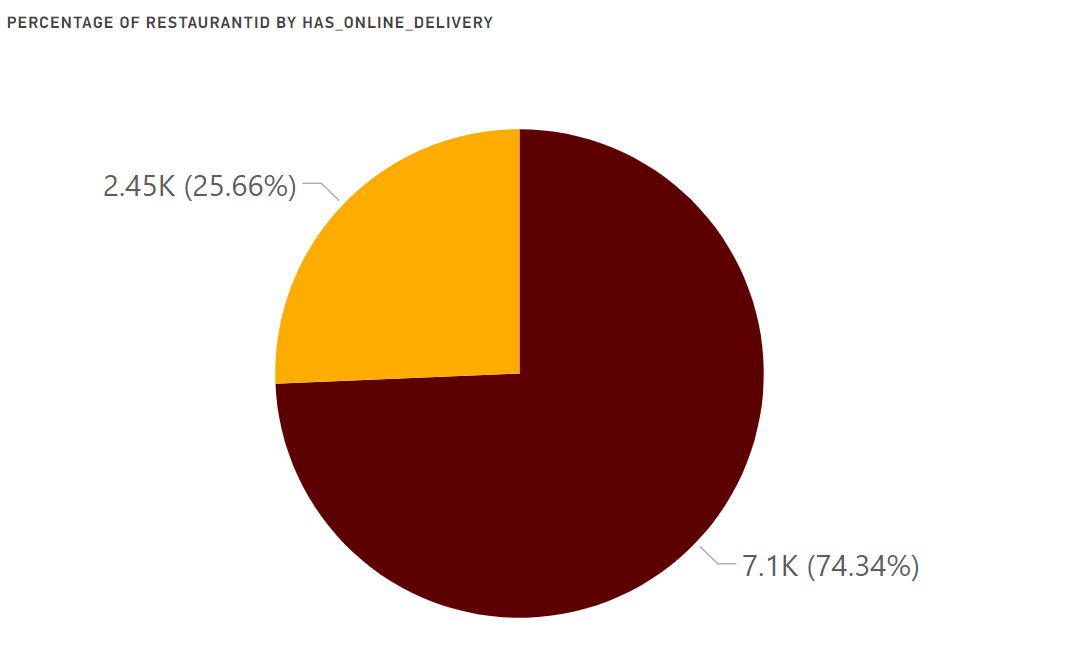 PERCENTAGE OF RESTAURANTID BY HAS_ONLINE_DELIVERY
2.45K (25.66%)
7.1K (74.34%)